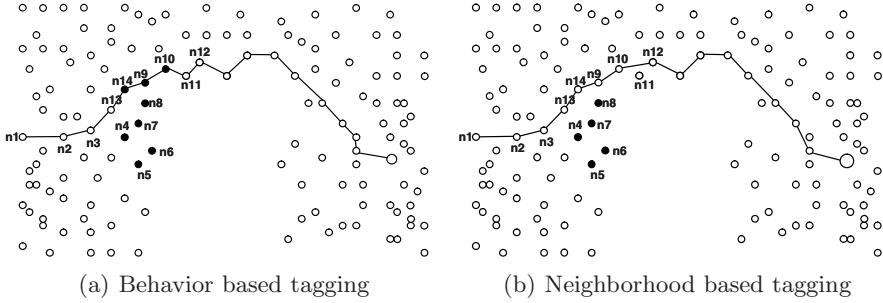 n12
n10
n9
n14
n11
n8
n13
n7
n1
n4
n2
n3
n6
n5
(a) Behavior based tagging
n12
n10
n9
n14
n11
n8
n13
n7
n1
n4
n2
n3
n6
n5
(b) Neighborhood based tagging